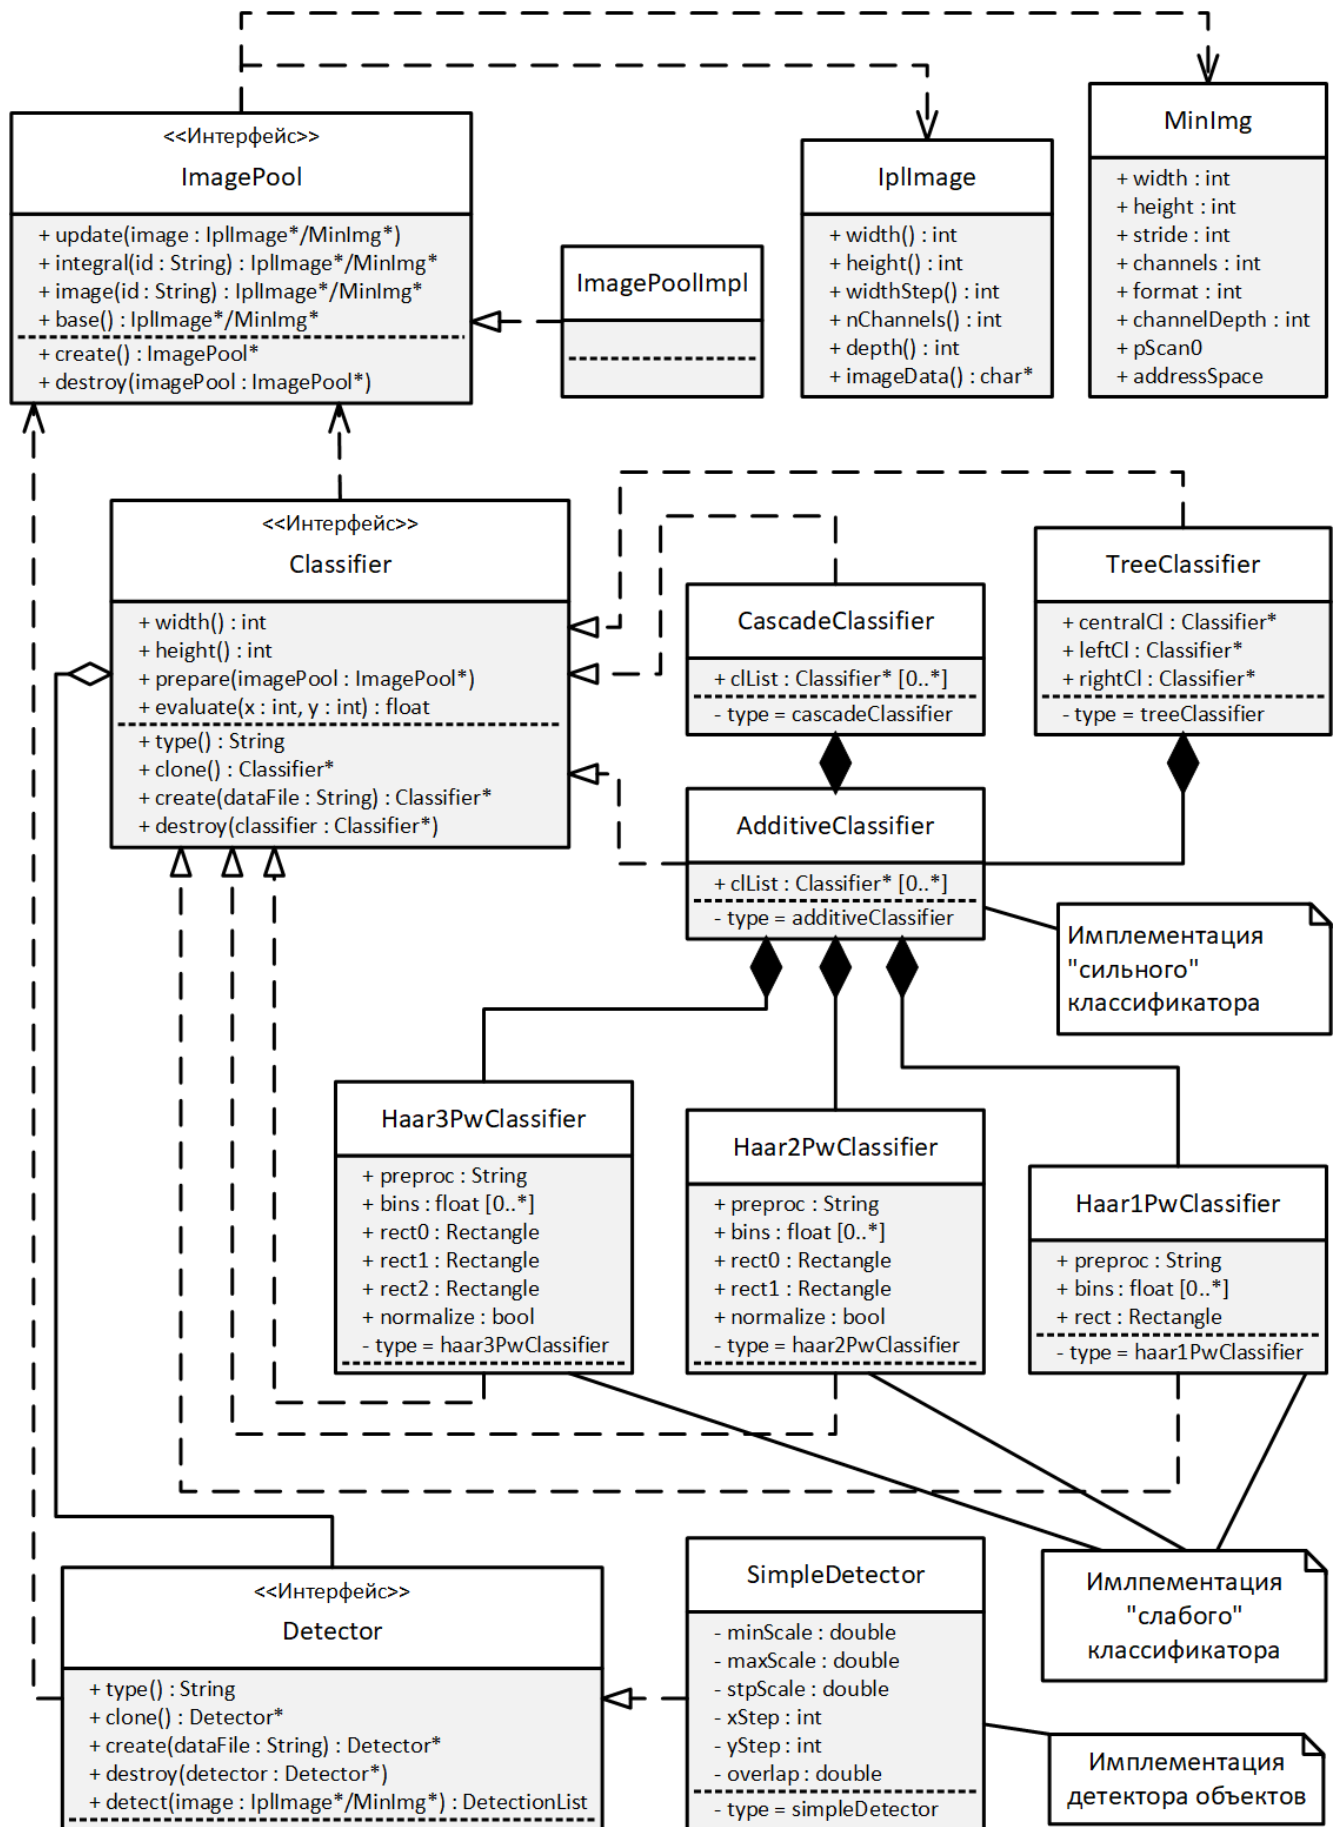 <<Интерфейс>>
ImagePool
+ update(image : IplImage*/MinImg*)
+ integral(id : String) : IplImage*/MinImg*
+ image(id : String) : IplImage*/MinImg*
+ base() : IplImage*/MinImg*
+ create() : ImagePool*
+ destroy(imagePool : ImagePool*)
ImagePoolImpl
IplImage
+ width() : int
+ height() : int
+ widthStep() : int
+ nChannels() : int
+ depth() : int
+ imageData() : char*
MinImg
+ width : int
+ height : int
+ stride : int
+ channels : int
+ format : int
+ channelDepth : int
+ pScan0
+ addressSpace
<<Интерфейс>>
Classifier
+ width() : int
+ height() : int
+ prepare(imagePool : ImagePool*)
+ evaluate(x : int, y : int) : float
+ type() : String
+ clone() : Classifier*
+ create(dataFile : String) : Classifier*
+ destroy(classifier : Classifier*)
CascadeClassifier
+ clList : Classifier* [0..*]
- type = cascadeClassifier
TreeClassifier
+ centralCl : Classifier*
+ leftCl : Classifier*
+ rightCl : Classifier*
- type = treeClassifier
AdditiveClassifier
+ clList : Classifier* [0..*]
- type = additiveClassifier
Имплементация
"сильного"
классификатора
Haar3PwClassifier
+ preproc : String
+ bins : float [0..*]
+ rect0 : Rectangle
+ rect1 : Rectangle
+ rect2 : Rectangle
+ normalize : bool
- type = haar3PwClassifier
Haar2PwClassifier
+ preproc : String
+ bins : float [0..*]
+ rect0 : Rectangle
+ rect1 : Rectangle
+ normalize : bool
- type = haar2PwClassifier
Haar1PwClassifier
+ preproc : String
+ bins : float [0..*]
+ rect : Rectangle
- type = haar1PwClassifier
Имлпементация
"слабого"
классификатора
<<Интерфейс>>
Detector
+ type() : String
+ clone() : Detector*
+ create(dataFile : String) : Detector*
+ destroy(detector : Detector*)
+ detect(image : IplImage*/MinImg*) : DetectionList
SimpleDetector
- minScale : double
- maxScale : double
- stpScale : double
- xStep : int
- yStep : int
- overlap : double
- type = simpleDetector
Имплементация
детектора объектов